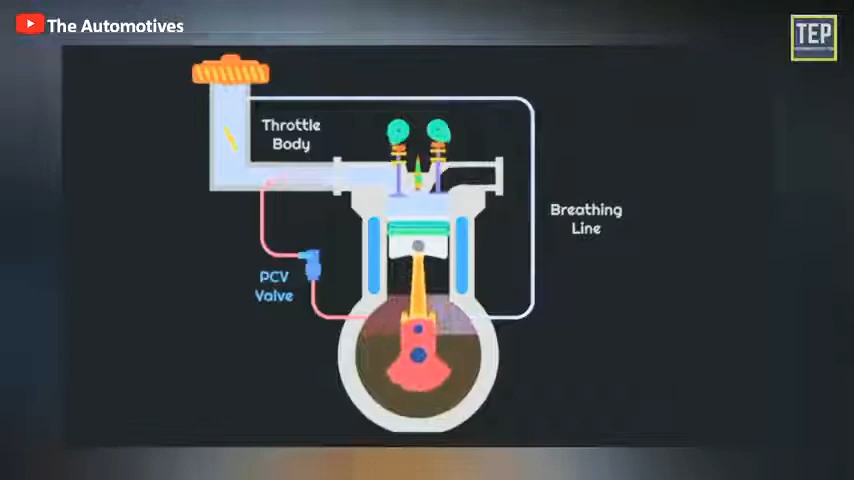 The Automotives
TEP
Throttle
Body
Breathing
Line
PCV
Valve